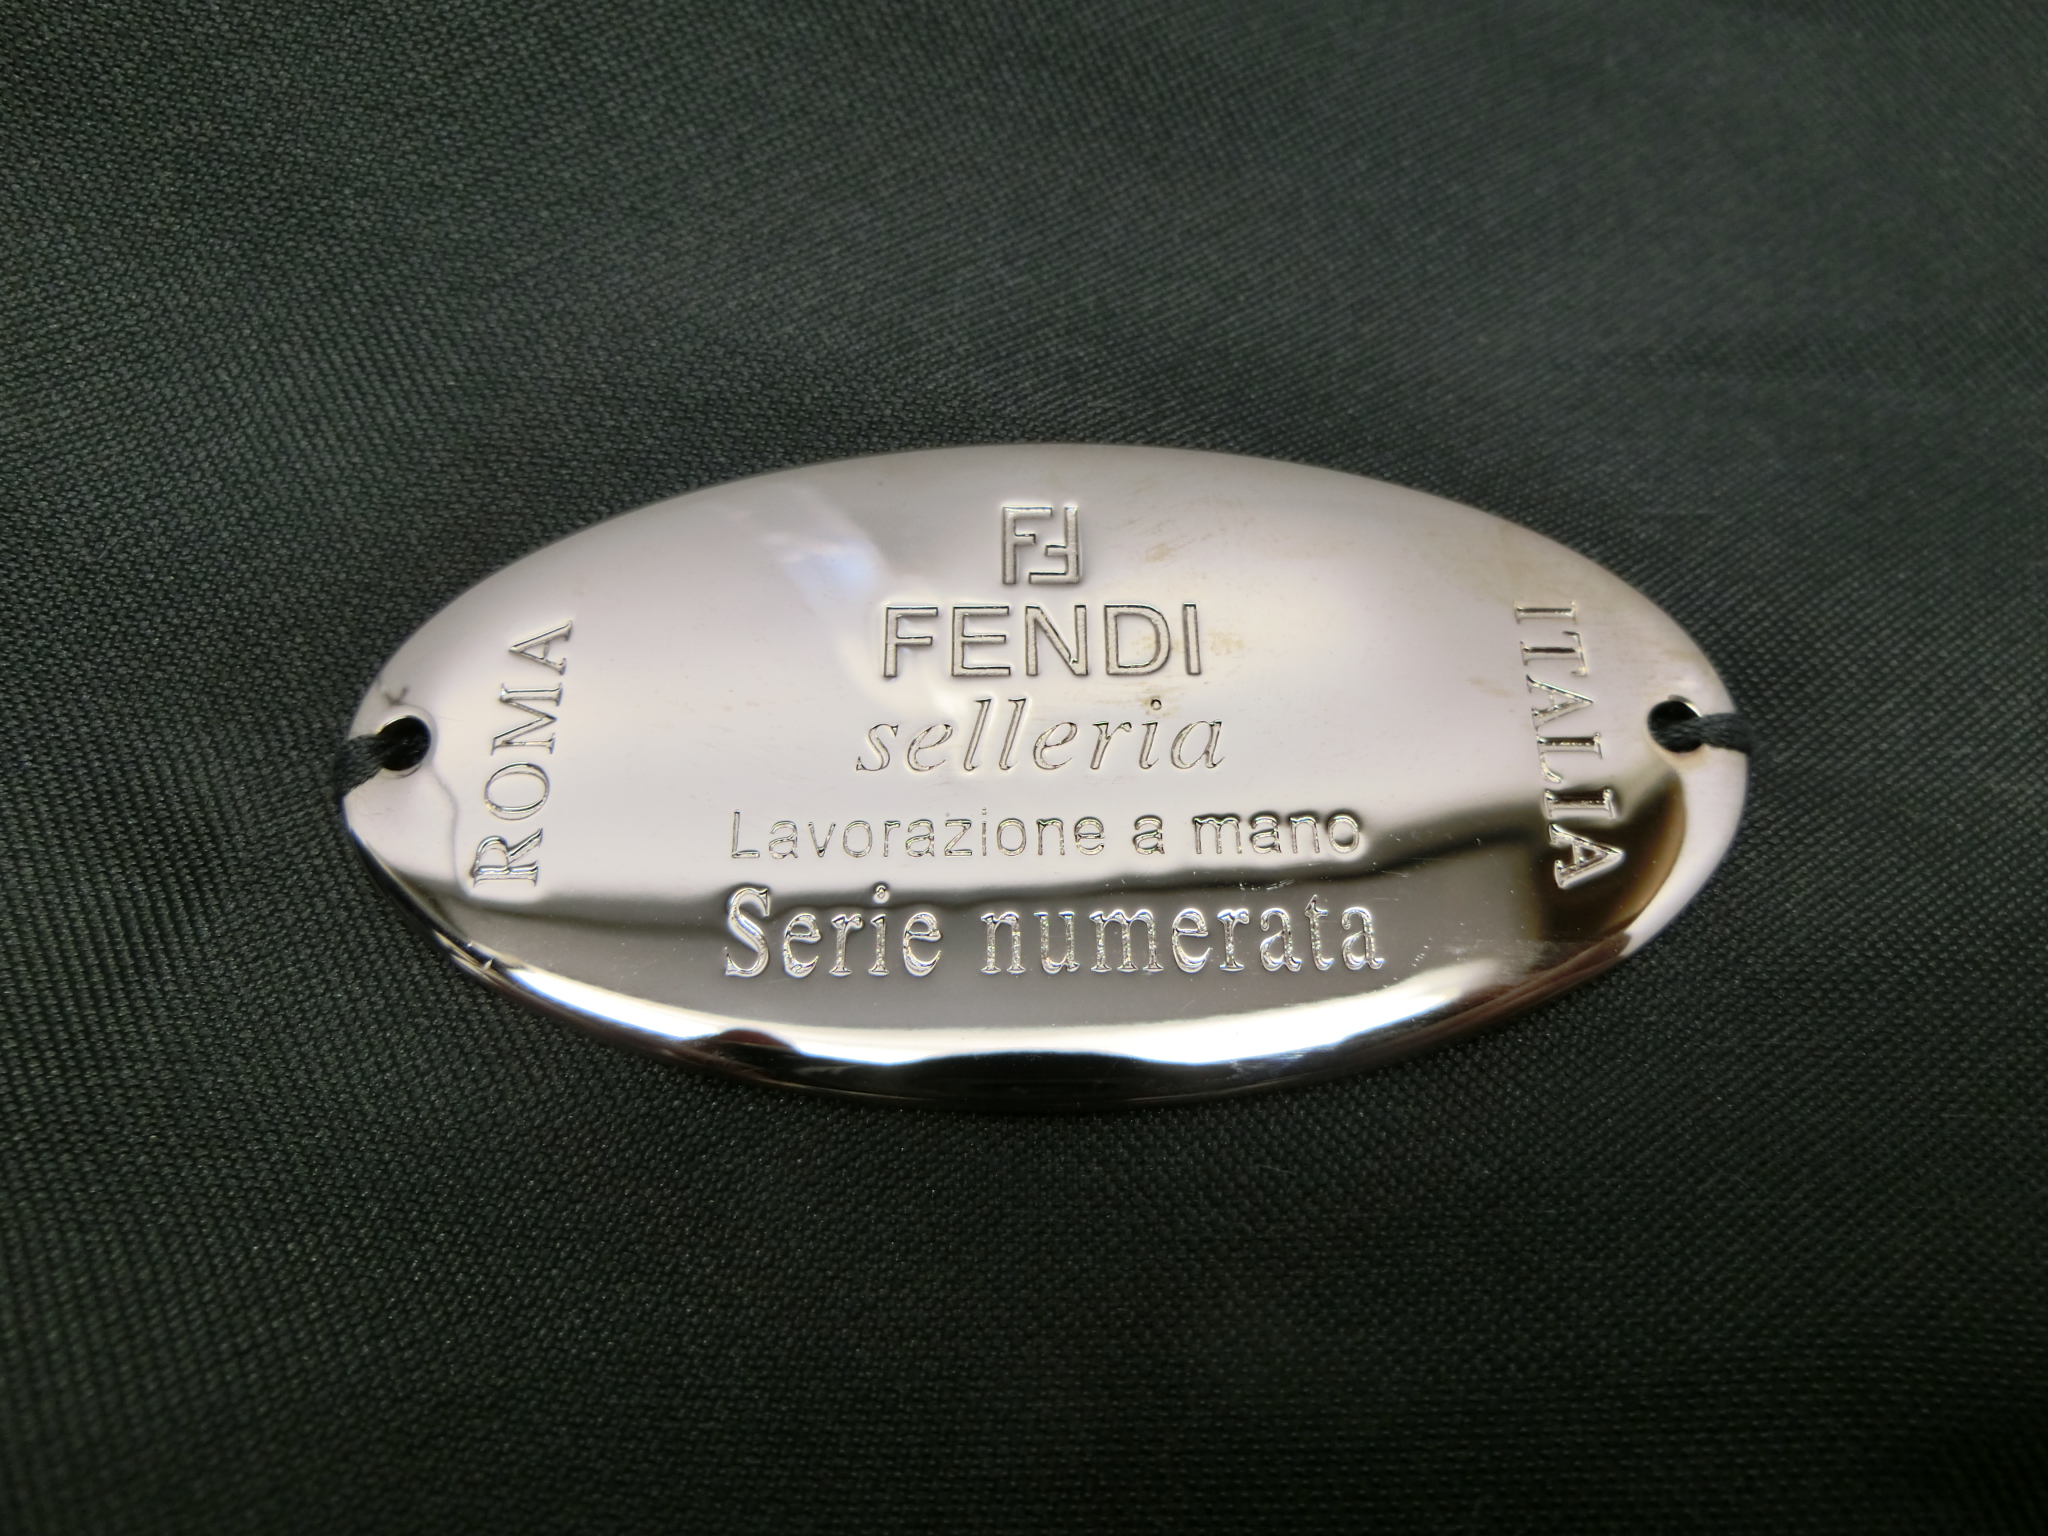 FF
FENDI
selleria
Lavorazione a mano
Serie numerata
ROMA
ITALIA